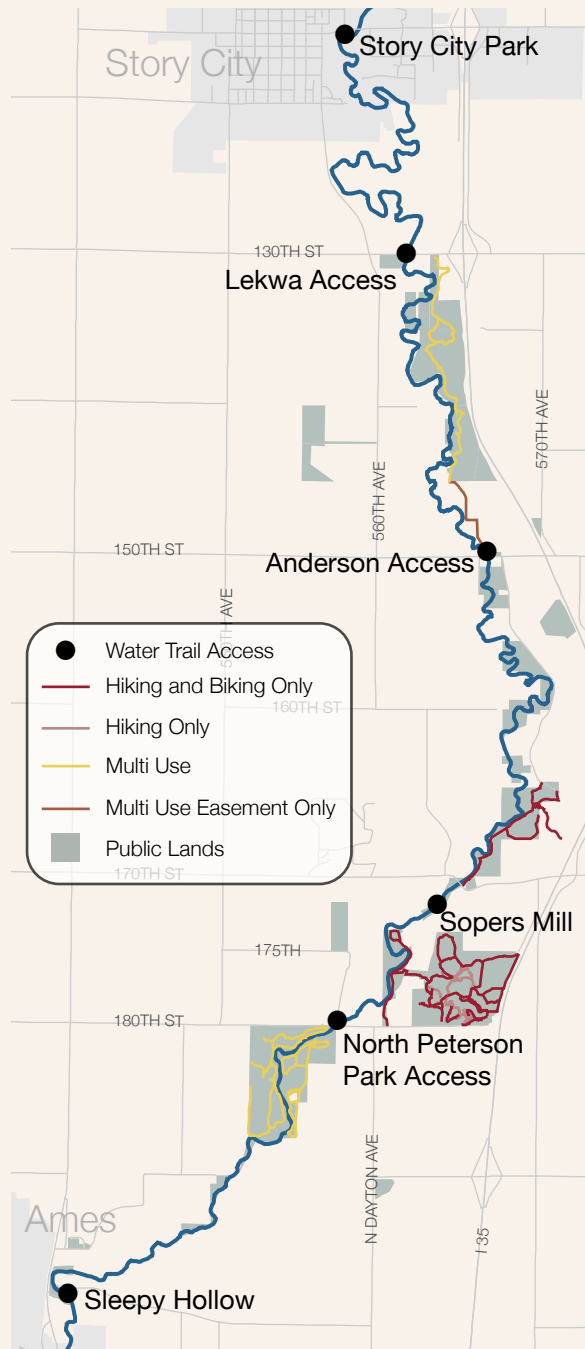 Story City Park
Story City
130TH ST
Lekwa Access
570TH AVE
560TH AVE
150TH ST
Anderson Access
AVE
Water Trail Access
Hiking and Biking Only
160TH ST
Hiking Only
Multi Use
Multi Use Easement Only
Public Lands
170TH ST
Sopers Mill
175TH
180TH ST
North Peterson
Park Access
N DAYTON AVE
Ames
I 35
Sleepy Hollow